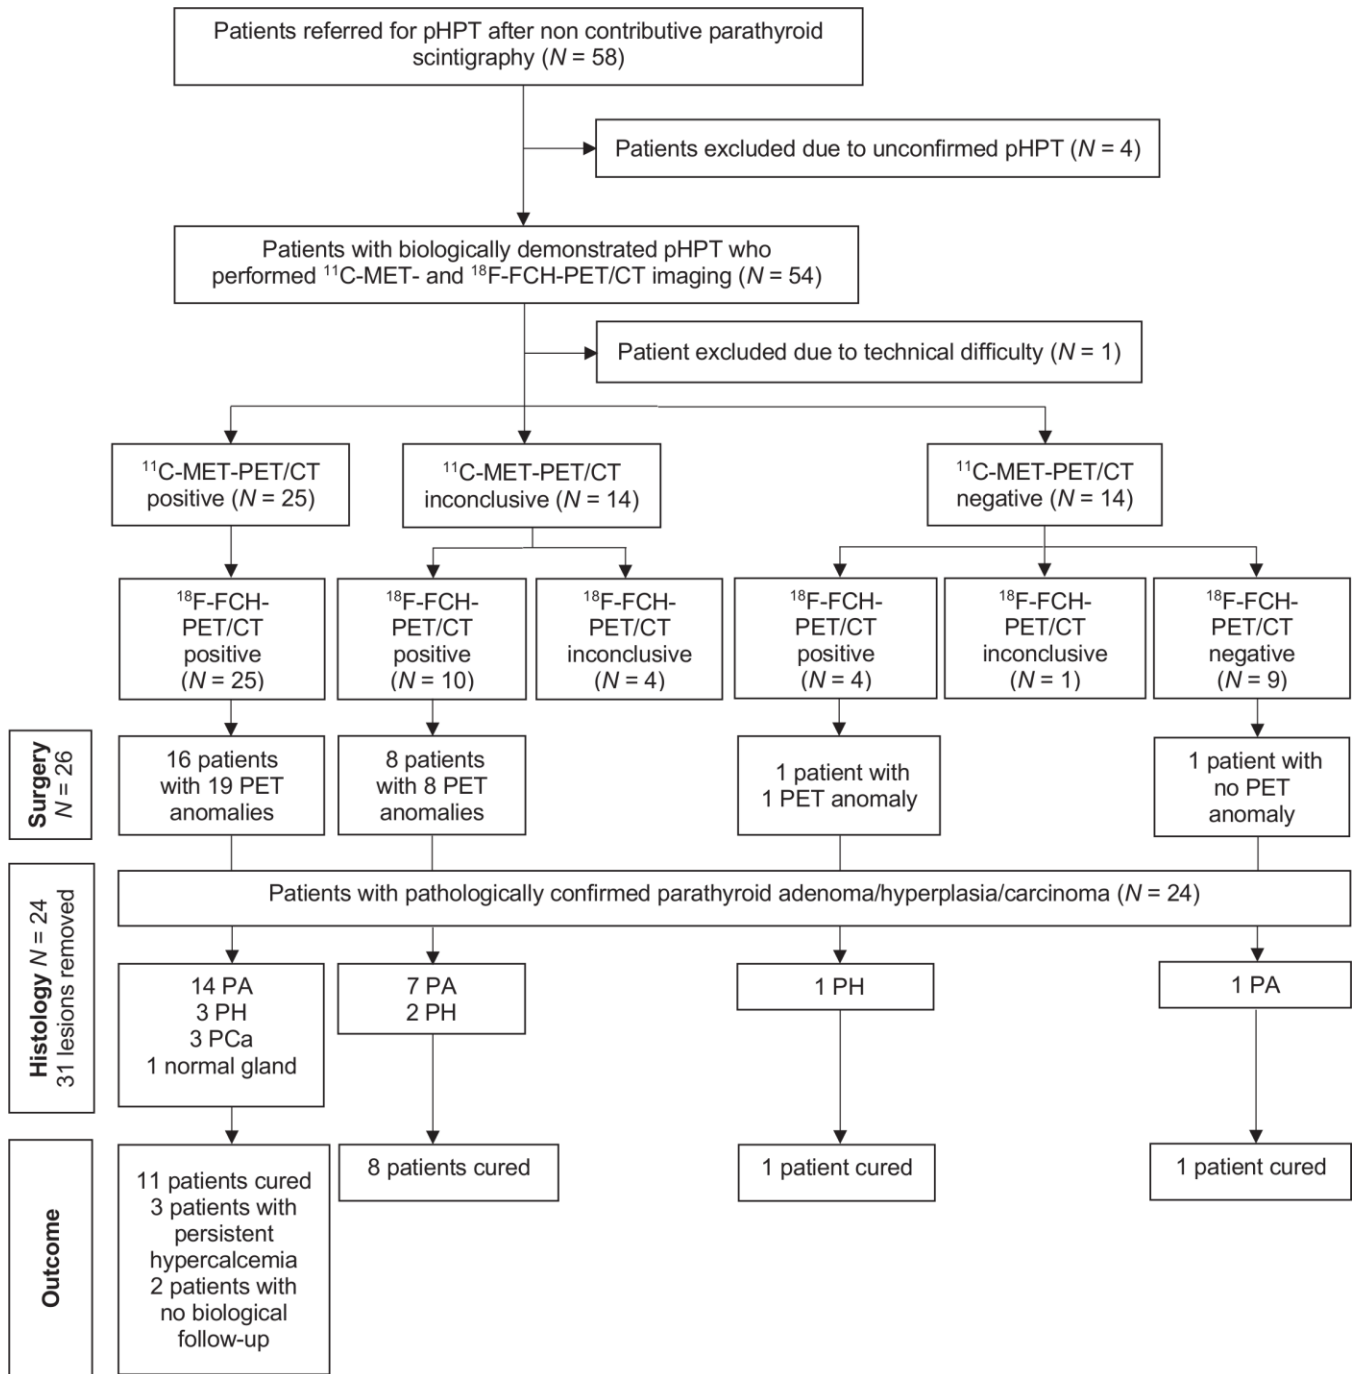 Patients referred for pHPT after non contributive parathyroid
scintigraphy (N = 58)
Patients excluded due to unconfirmed pHPT (N = 4)
Patients with biologically demonstrated pHPT who
performed ¹¹C-MET- and ¹⁸F-FCH-PET/CT imaging (N = 54)
Patient excluded due to technical difficulty (N = 1)
¹¹C-MET-PET/CT
positive (N = 25)
¹¹C-MET-PET/CT
inconclusive (N = 14)
¹¹C-MET-PET/CT
negative (N = 14)
¹⁸F-FCH-
PET/CT
positive
(N = 25)
¹⁸F-FCH-
PET/CT
positive
(N = 10)
¹⁸F-FCH-
PET/CT
inconclusive
(N = 4)
¹⁸F-FCH-
PET/CT
positive
(N = 4)
¹⁸F-FCH-
PET/CT
inconclusive
(N = 1)
¹⁸F-FCH-
PET/CT
negative
(N = 9)
Surgery
N = 26
16 patients
with 19 PET
anomalies
8 patients
with 8 PET
anomalies
1 patient with
1 PET anomaly
1 patient with
no PET
anomaly
Histology N = 24
31 lesions removed
Patients with pathologically confirmed parathyroid adenoma/hyperplasia/carcinoma (N = 24)
14 PA
3 PH
3 PCa
1 normal gland
7 PA
2 PH
1 PH
1 PA
Outcome
11 patients cured
3 patients with
persistent
hypercalcemia
2 patients with
no biological
follow-up
8 patients cured
1 patient cured
1 patient cured